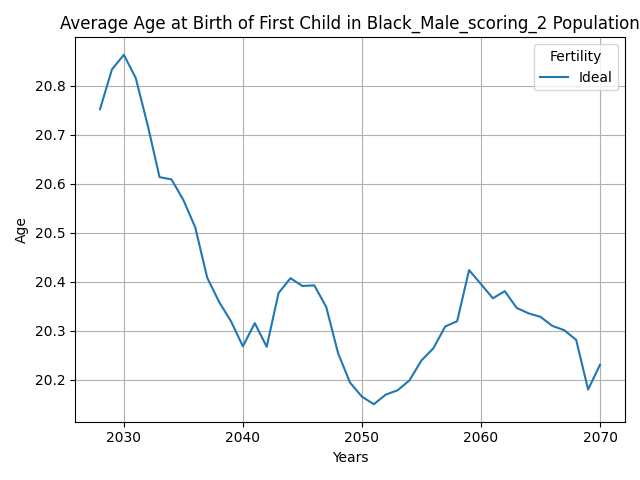 Average Age at Birth of First Child in Black_Male_scoring_2 Population
Fertility
Ideal
20.8
20.7
20.6
20.5
20.4
20.3
20.2
Age
2030 2040 2050 2060 2070
Years